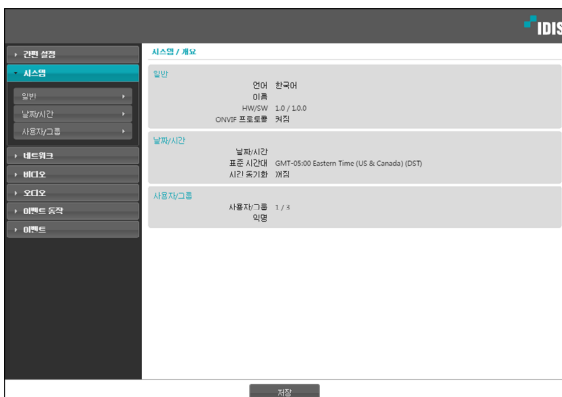 IDIS
간편 설정
시스템
일반
날짜/시간
사용자/그룹
네트워크
비디오
오디오
이벤트 동작
이벤트
시스템 / 개요
일반
언어 한국어
이름
HW/SW 1.0 / 1.0.0
ONVIF 프로토콜 켜짐
날짜/시간
날짜/시간
표준 시간대 GMT-05:00 Eastern Time (US & Canada) (DST)
시간 동기화 꺼짐
사용자/그룹
사용자/그룹 1 / 3
익명
저장